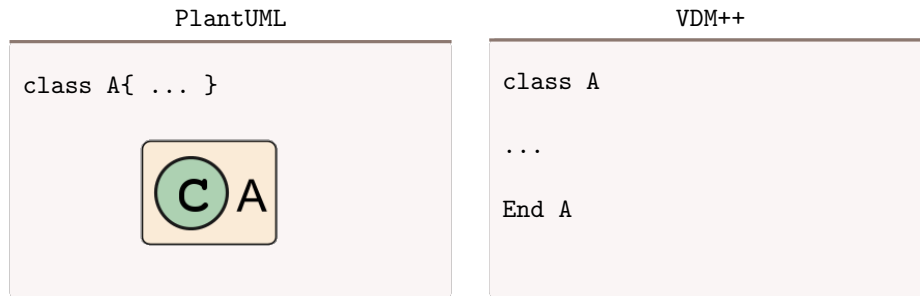 PlantUML
class A{ ... }
C A
VDM++
class A
...
End A